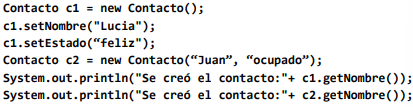 Contacto c1 = new Contacto();
c1.setNombre("Lucia");
c1.setEstado(“feliz");
Contacto c2 = new Contacto(“Juan”, “ocupado”);
System.out.println("Se creó el contacto:"+ c1.getNombre());
System.out.println("Se creó el contacto:"+ c2.getNombre());